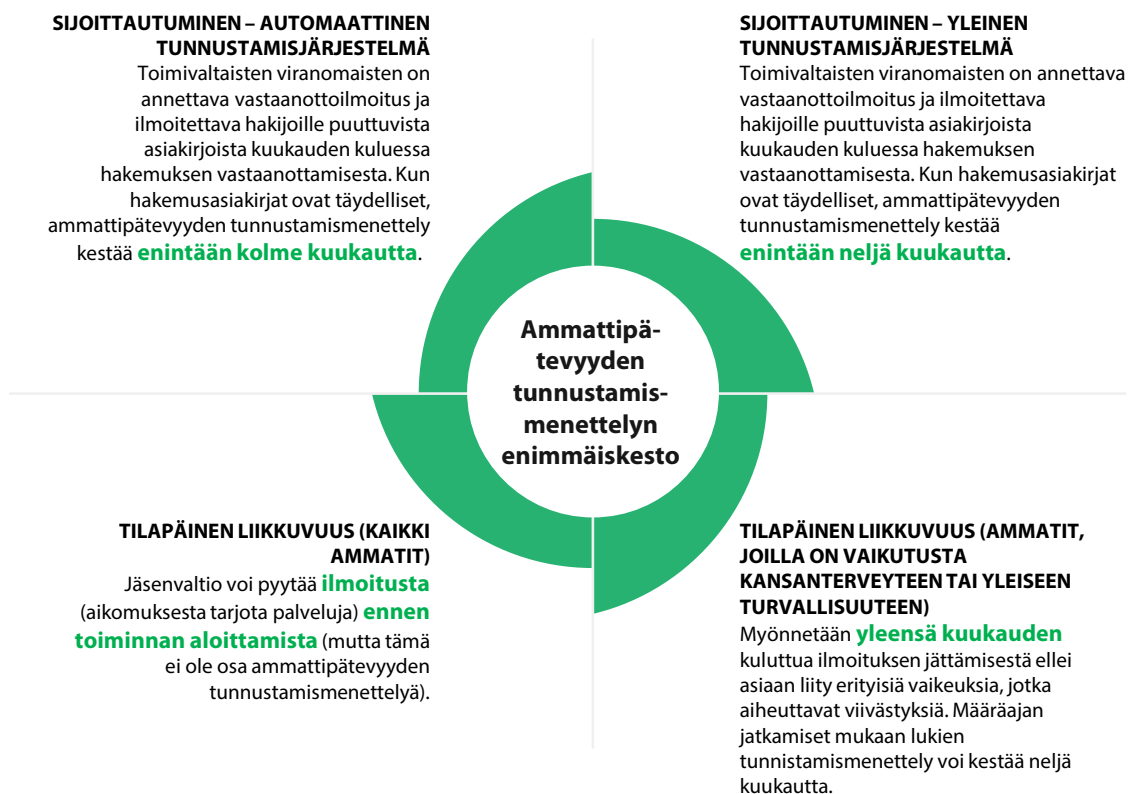 SIJOITTAUTUMINEN – AUTOMAATTINEN
TUNNUSTAMISJÄRJESTELMÄ
Toimivaltaisten viranomaisten on
annettava vastaanottoilmoitus ja
ilmoitettava hakijoille puuttuvista
asiakirjoista kuukauden kuluessa
hakemuksen vastaanottamisesta. Kun
hakemusasiakirjat ovat täydelliset,
ammattipätevyyden tunnustamismenettely
kestää enintään kolme kuukautta.
SIJOITTAUTUMINEN – YLEINEN
TUNNUSTAMISJÄRJESTELMÄ
Toimivaltaisten viranomaisten on annettava
vastaanottoilmoitus ja ilmoitettava
hakijoille puuttuvista asiakirjoista
kuukauden kuluessa hakemuksen
vastaanottamisesta. Kun hakemusasiakirjat
ovat täydelliset, ammattipätevyyden
tunnustamismenettely kestää
enintään neljä kuukautta.
Ammattipä-
tevyyden
tunnustamis-
menettelyn
enimmäiskesto
TILAPÄINEN LIIKKUVUUS (KAIKKI
AMMATIT)
Jäsenvaltio voi pyytää ilmoitusta
(aikomuksesta tarjota palveluja) ennen
toiminnan aloittamista (mutta tämä
ei ole osa ammattipätevyyden
tunnustamismenettelyä).
TILAPÄINEN LIIKKUVUUS (AMMATIT,
JOILLA ON VAIKUTUSTA
KANSANTERVEYTEEN TAI YLEISEEN
TURVALLISUUTEEN)
Myönnetään yleensä kuukauden
kuluttua ilmoituksen jättämisestä ellei
asiaan liity erityisiä vaikeuksia, jotka
aiheuttavat viivästyksiä. Määräajan
jatkamiset mukaan lukien
tunnistamismenettely voi kestää neljä
kuukautta.